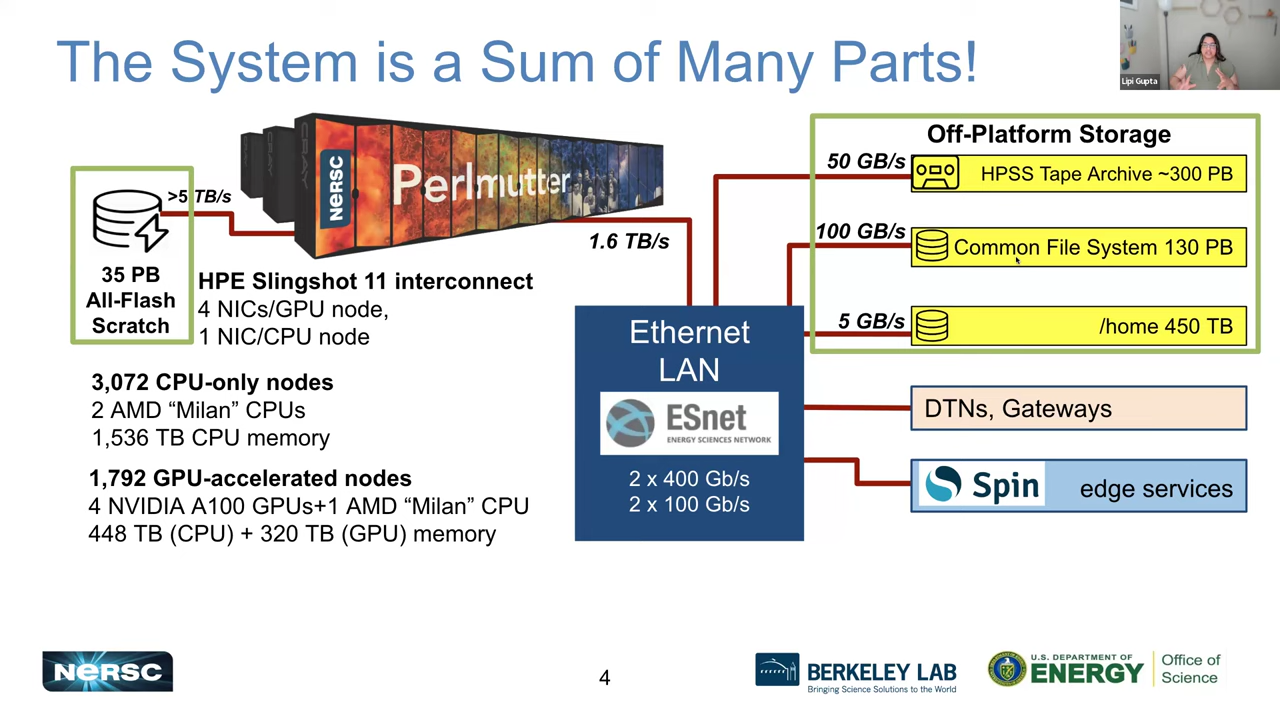 The System is a Sum of Many Parts!
Lipi Gupta
>5 TB/s
35 PB
All-Flash
Scratch
CRAY
NERSC
Perlmutter
1.6 TB/s
HPE Slingshot 11 interconnect
4 NICs/GPU node,
1 NIC/CPU node
3,072 CPU-only nodes
2 AMD “Milan” CPUs
1,536 TB CPU memory
1,792 GPU-accelerated nodes
4 NVIDIA A100 GPUs+1 AMD “Milan” CPU
448 TB (CPU) + 320 TB (GPU) memory
Ethernet
LAN
ESnet
ENERGY SCIENCES NETWORK
2 x 400 Gb/s
2 x 100 Gb/s
Off-Platform Storage
50 GB/s
HPSS Tape Archive ~300 PB
100 GB/s
Common File System 130 PB
5 GB/s
/home 450 TB
DTNs, Gateways
Spin edge services
NERSC
4
BERKELEY LAB
Bringing Science Solutions to the World
U.S. DEPARTMENT OF
ENERGY
Office of
Science